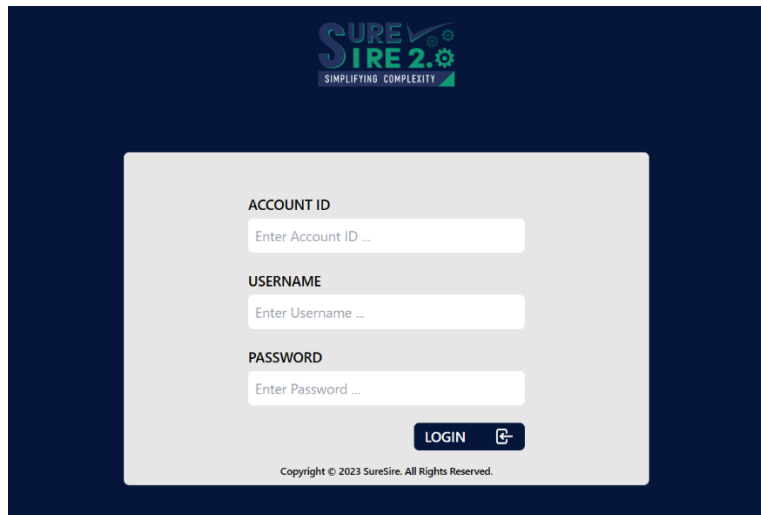 SURE
SIRE 2.0
SIMPLIFYING COMPLEXITY
ACCOUNT ID
Enter Account ID ...
USERNAME
Enter Username ...
PASSWORD
Enter Password ...
LOGIN
Copyright © 2023 SureSire. All Rights Reserved.